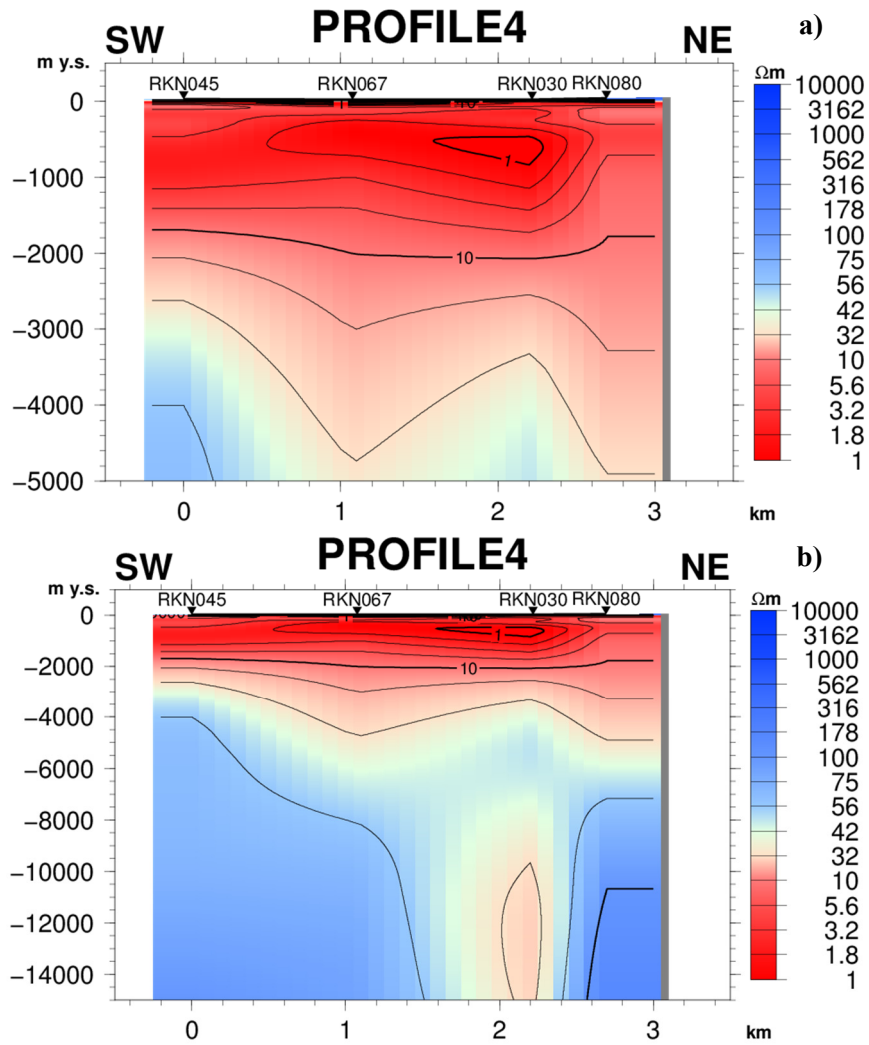 PROFILE4
a)
SW
NE
m y.s.
RKN045
RKN067
RKN030
RKN080
Ωm
0
−1000
−2000
−3000
−4000
−5000
1
10
10000
3162
1000
562
316
178
100
75
56
42
32
10
5.6
3.2
1.8
1
0
1
2
3
km
PROFILE4
b)
SW
NE
m y.s.
RKN045
RKN067
RKN030
RKN080
Ωm
0
−2000
−4000
−6000
−8000
−10000
−12000
−14000
1
10
10000
3162
1000
562
316
178
100
75
56
42
32
10
5.6
3.2
1.8
1
0
1
2
3
km